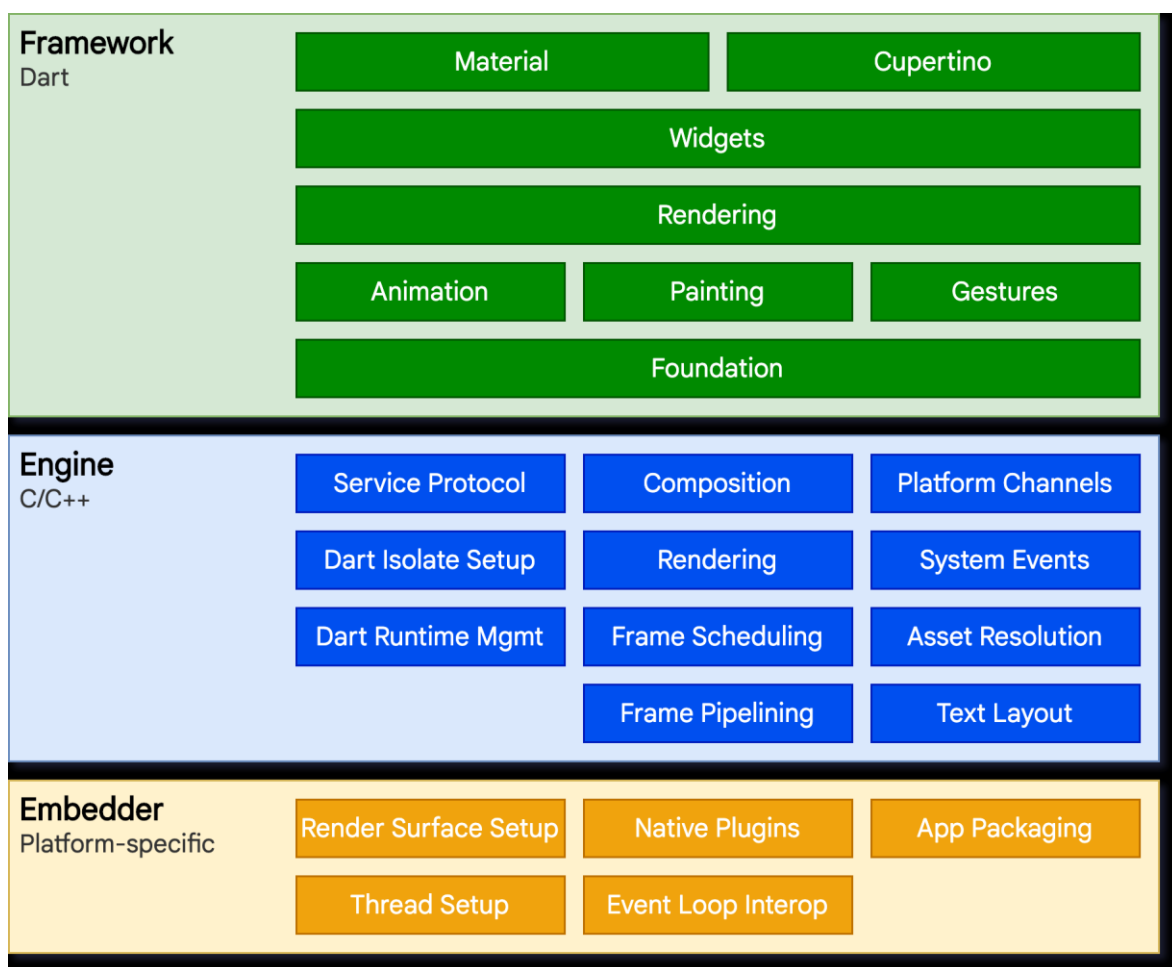 Framework
Dart
Material
Cupertino
Widgets
Rendering
Animation
Painting
Gestures
Foundation
Engine
C/C++
Service Protocol
Composition
Platform Channels
Dart Isolate Setup
Rendering
System Events
Dart Runtime Mgmt
Frame Scheduling
Asset Resolution
Frame Pipelining
Text Layout
Embedder
Platform-specific
Render Surface Setup
Native Plugins
App Packaging
Thread Setup
Event Loop Interop